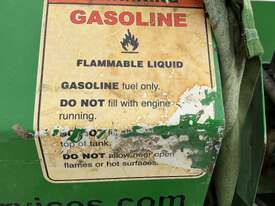 GASOLINE
FLAMMABLE LIQUID
GASOLINE fuel only.
DO NOT fill with engine
running.
top of tank.
DO NOT allow near open
flames or hot surfaces.